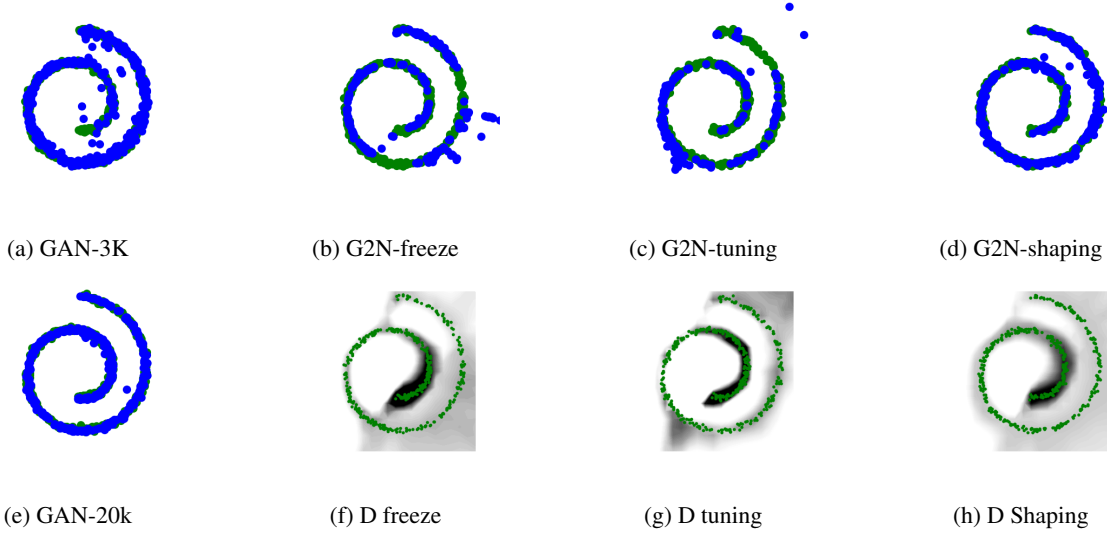 (a) GAN-3K
(b) G2N-freeze
(c) G2N-tuning
(d) G2N-shaping
(e) GAN-20k
(f) D freeze
(g) D tuning
(h) D Shaping